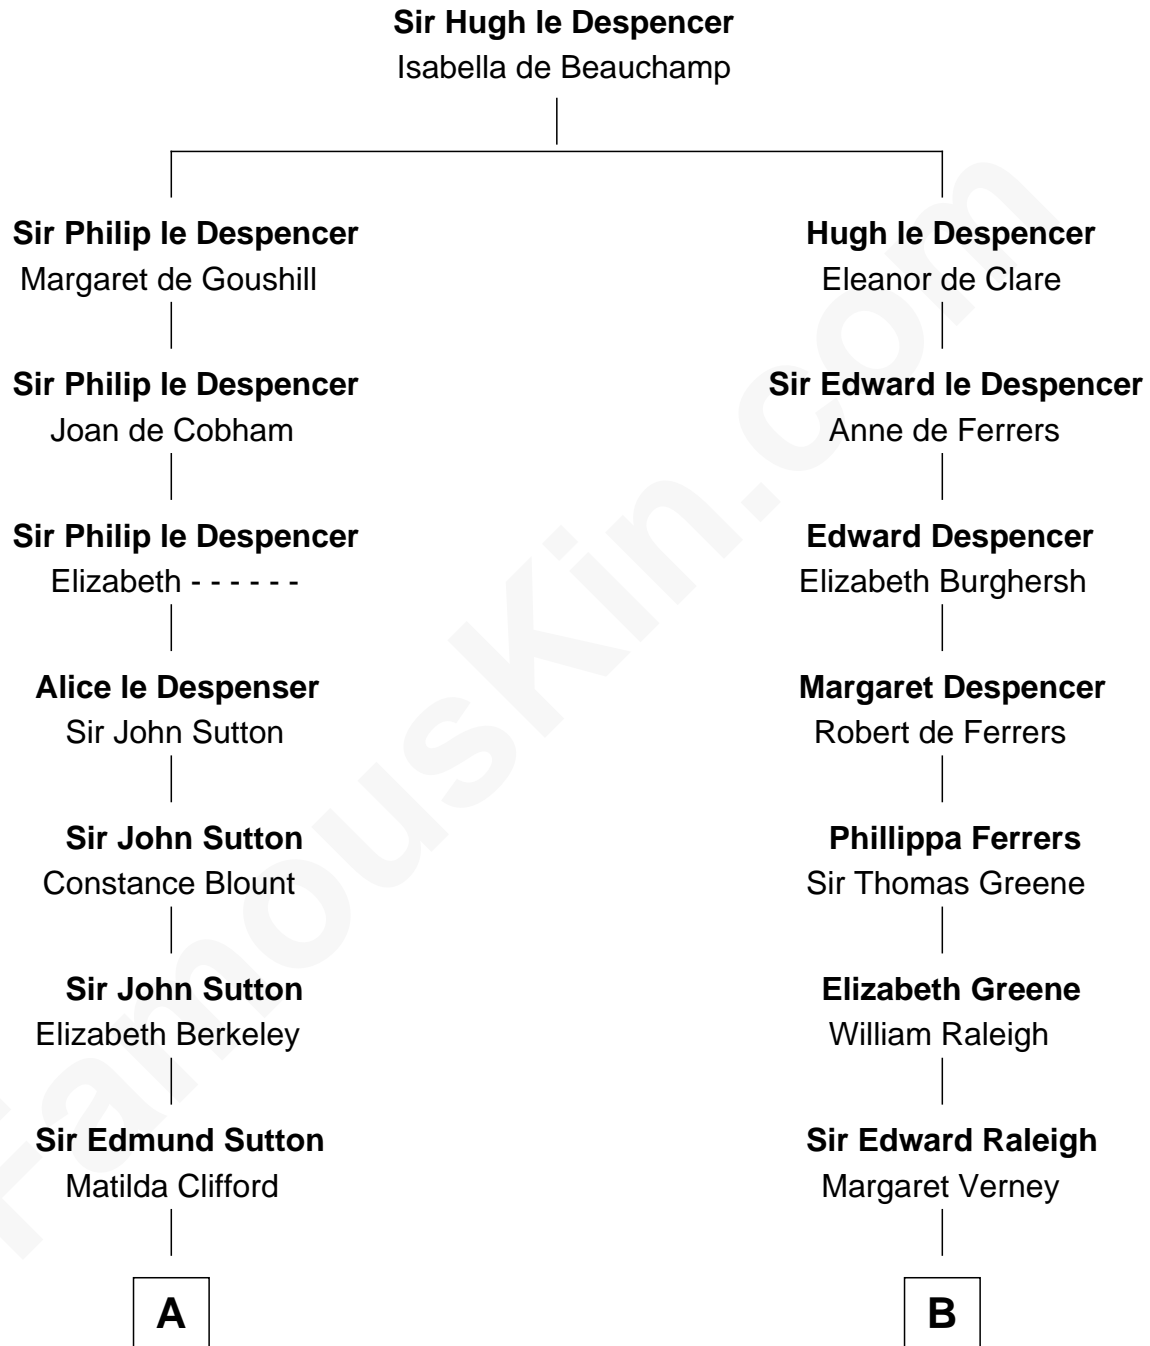 Sir Hugh le Despencer
Isabella de Beauchamp
Sir Philip le Despencer
Margaret de Goushill
Hugh le Despencer
Eleanor de Clare
Sir Philip le Despencer
Joan de Cobham
Sir Edward le Despencer
Anne de Ferrers
Sir Philip le Despencer
Elizabeth - - - - - -
Edward Despencer
Elizabeth Burghersh
Alice le Despenser
Sir John Sutton
Margaret Despencer
Robert de Ferrers
Sir John Sutton
Constance Blount
Phillippa Ferrers
Sir Thomas Greene
Sir John Sutton
Elizabeth Berkeley
Elizabeth Greene
William Raleigh
Sir Edmund Sutton
Matilda Clifford
Sir Edward Raleigh
Margaret Verney
A
B
FamousKin.com